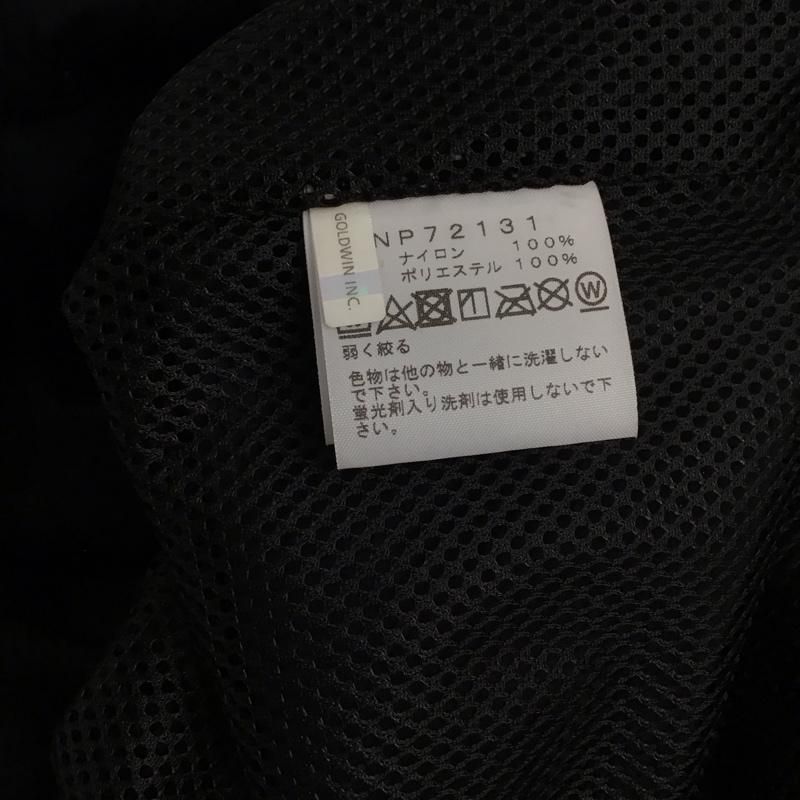 GOLDWIN INC.
NP72131
ナイロン 100%
ポリエステル 100%
W
弱く絞る
色物は他の物と一緒に洗濯しない
で下さい。
蛍光剤入り洗剤は使用しないで下
さい。